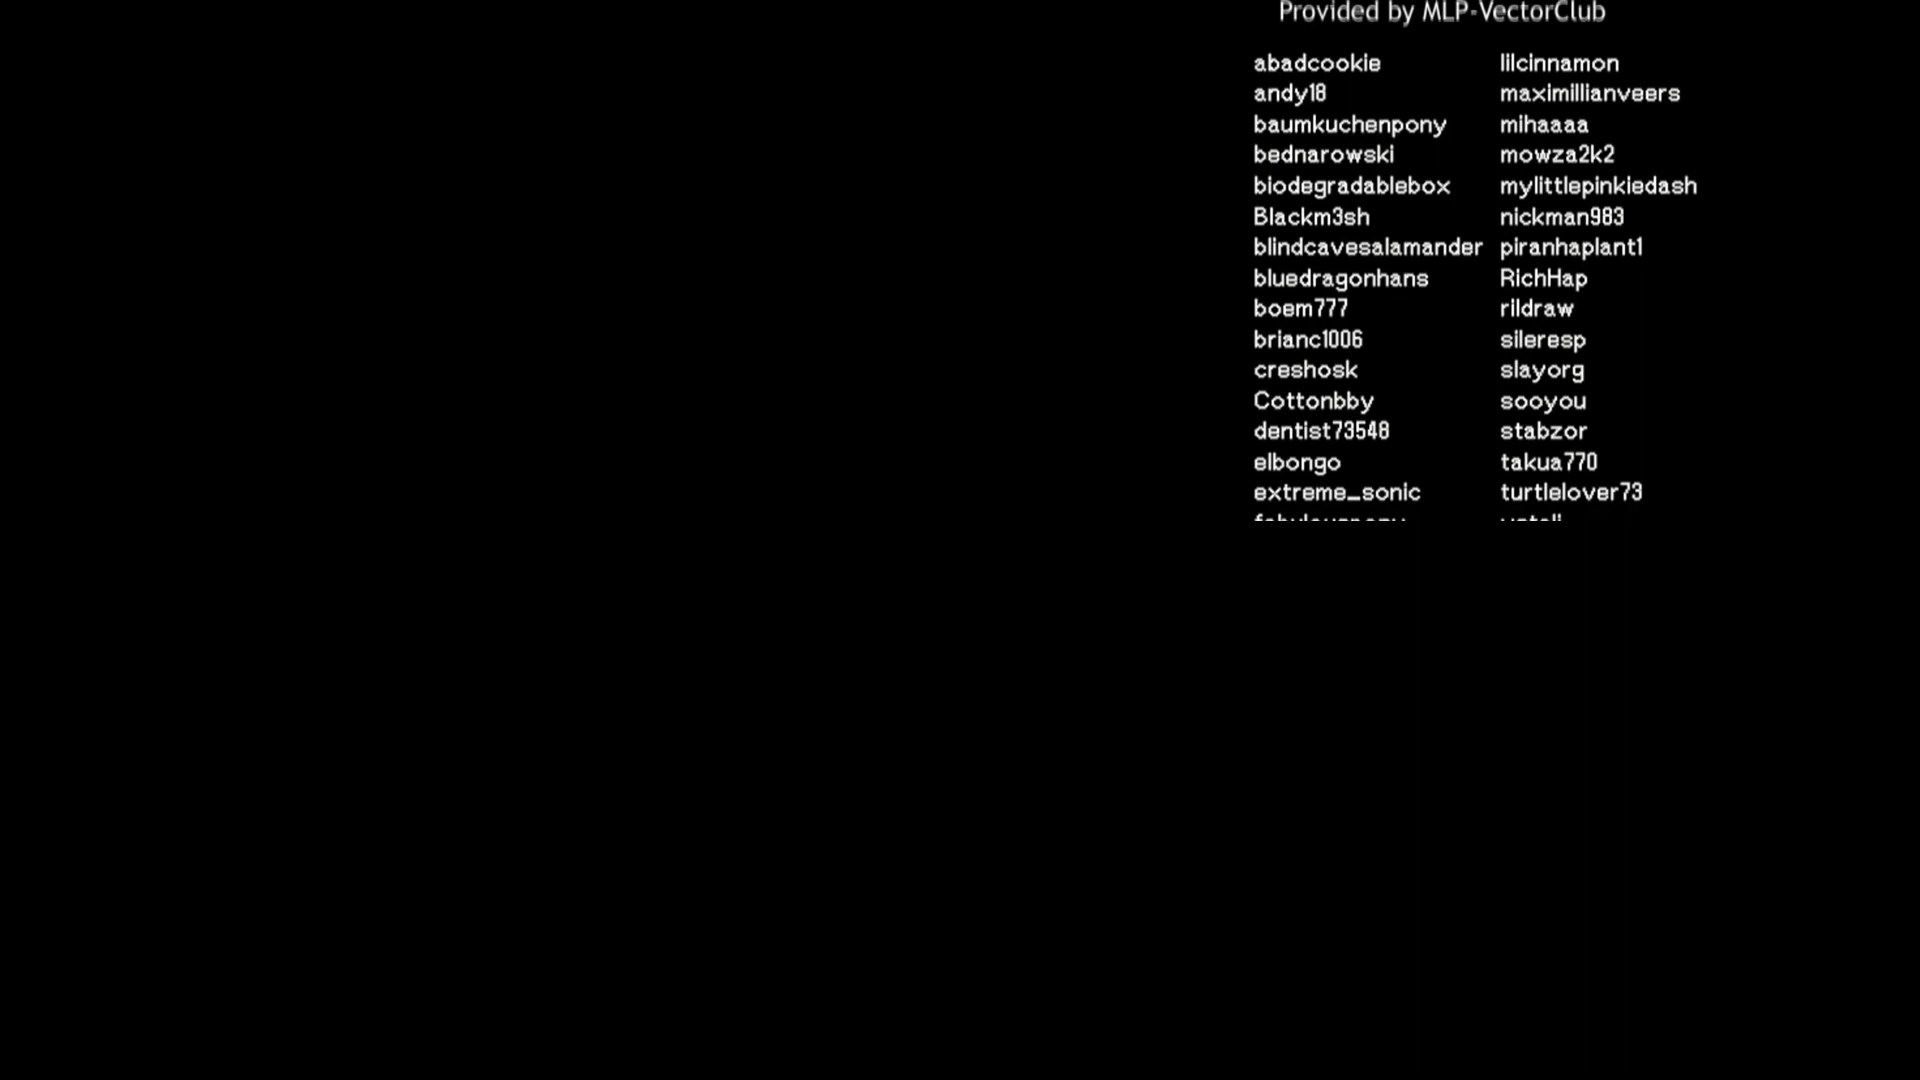 Provided by MLP-VectorClub
abadcookie lilcinnamon
andy18 maximillianveers
baumkuchenpony mihaaaa
bednarowski mowza2k2
biodegradablebox mylittlepinkiedash
Blackm3sh nickman983
blindcavesalamander piranhaplant1
bluedragonhans RichHap
boem777 rildraw
brianc1006 sileresp
creshosk slayorg
Cottonbby sooyou
dentist73548 stabzor
elbongo takua770
extreme_sonic turtlelover73